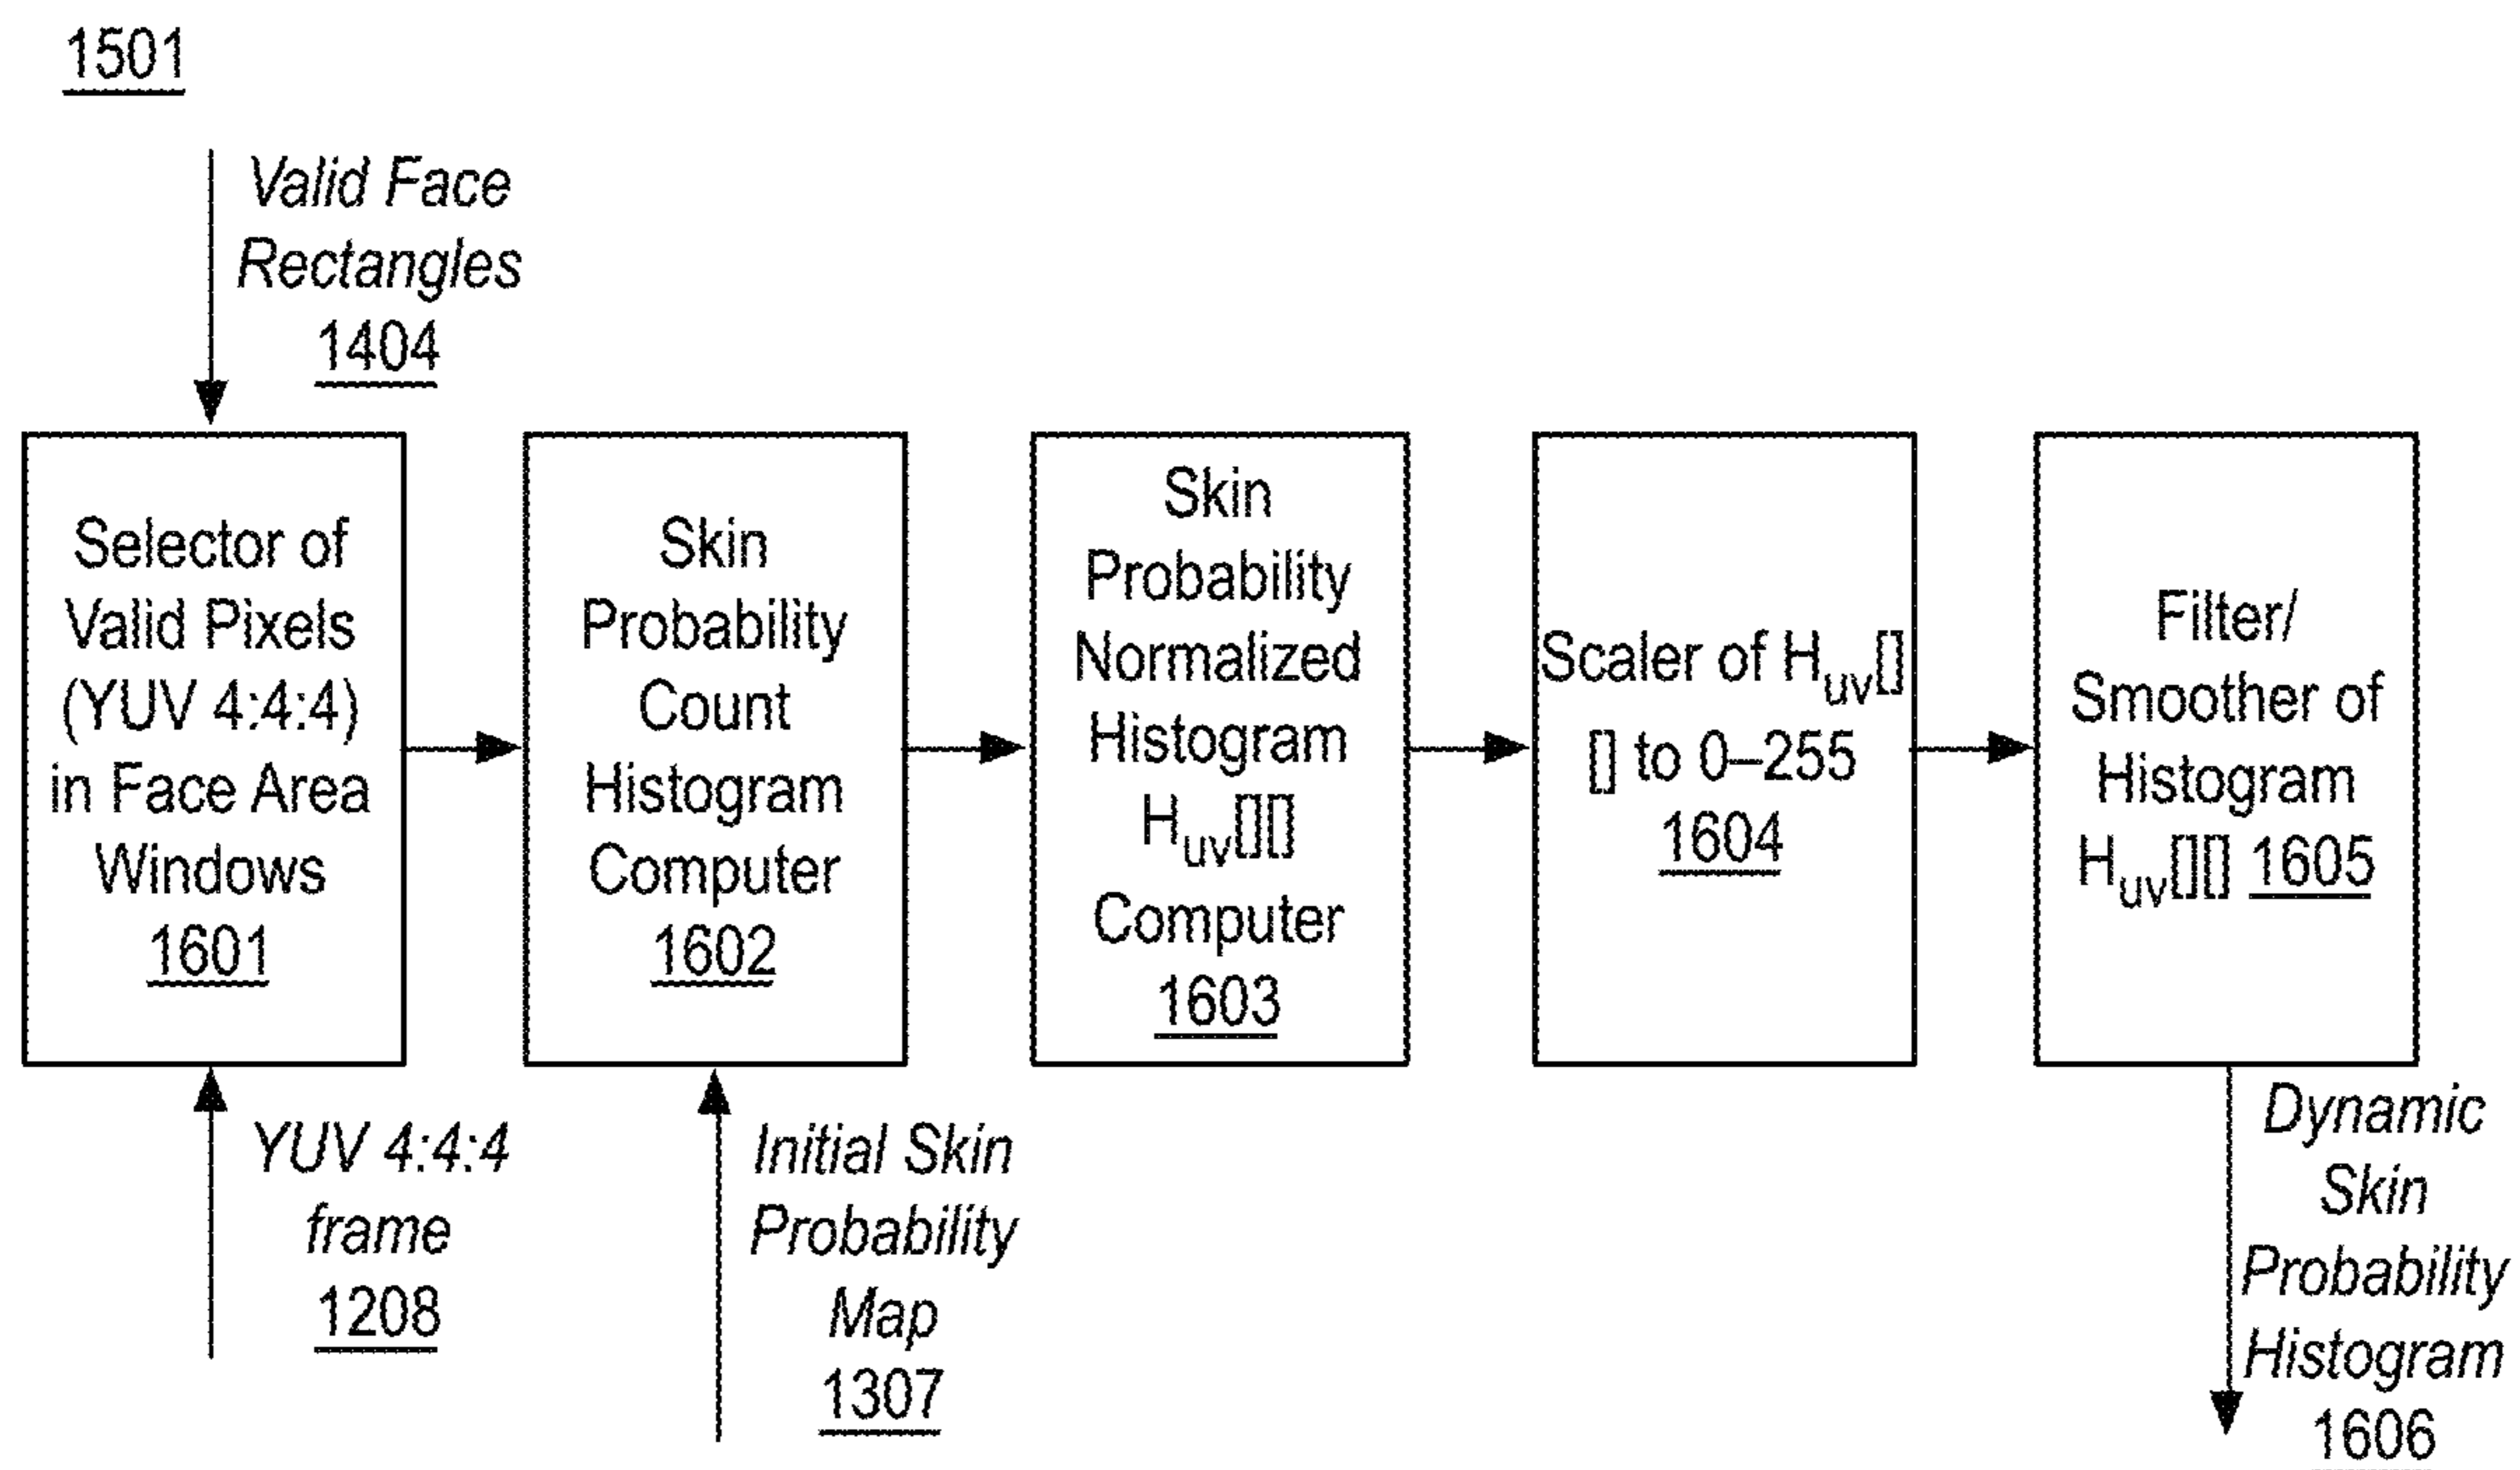 1501
Valid Face
Rectangles
1404
Selector of
Valid Pixels
(YUV 4:4:4)
in Face Area
Windows
1601
Skin
Probability
Count
Histogram
Computer
1602
Skin
Probability
Normalized
Histogram
Huv[][]
Computer
1603
Scaler of Huv[]
[] to 0–255
1604
Filter/
Smoother of
Histogram
Huv[][] 1605
YUV 4:4:4
frame
1208
Initial Skin
Probability
Map
1307
Dynamic
Skin
Probability
Histogram
1606